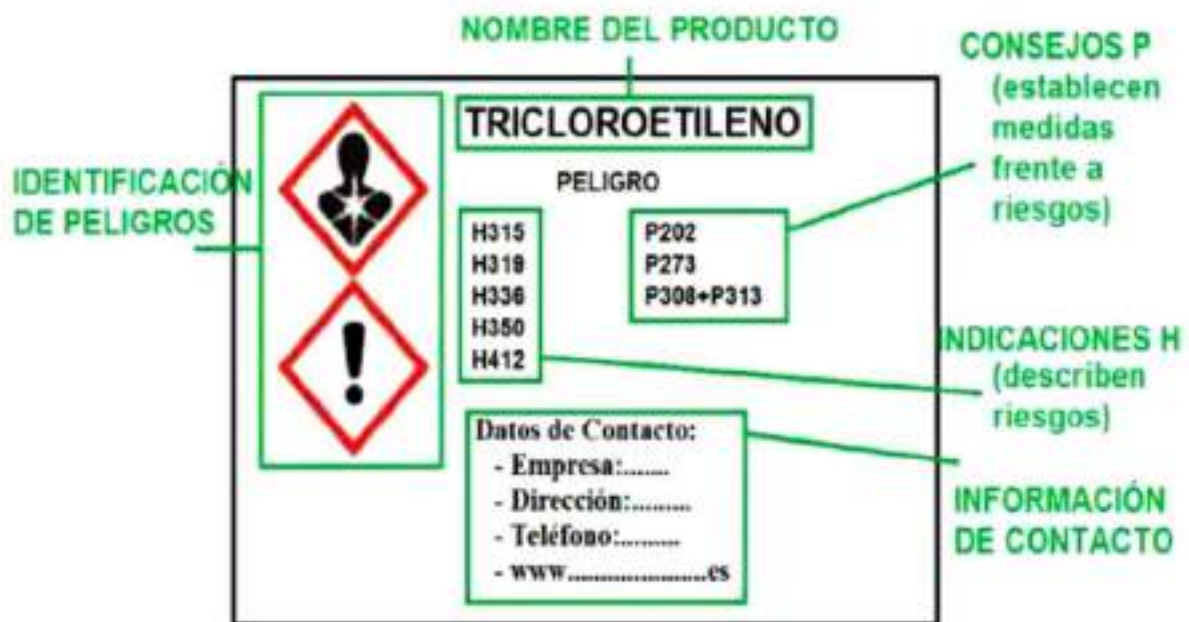 NOMBRE DEL PRODUCTO
CONSEJOS P
(establecen
medidas
frente a
riesgos)
IDENTIFICACIÓN
DE PELIGROS
TRICLOROETILENO
PELIGRO
H315
H319
H336
H350
H412
P202
P273
P308+P313
INDICACIONES H
(describen
riesgos)
Datos de Contacto:
- Empresa:.......
- Dirección:.........
- Teléfono:.........
- www......................es
INFORMACIÓN
DE CONTACTO